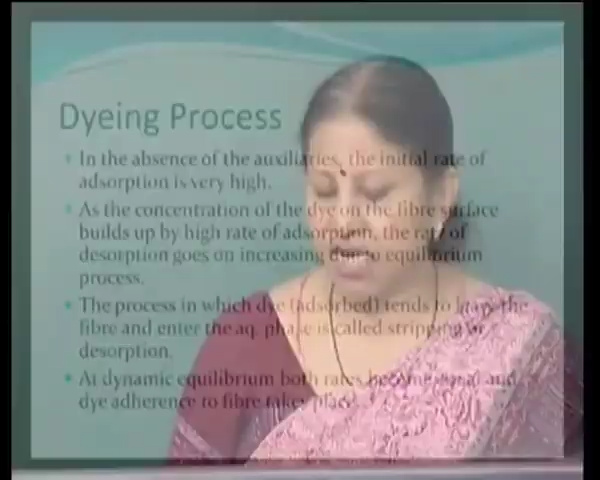 Dyeing Process
In the absence of the auxiliaries, the initial rate of
adsorption is very high.
As the concentration of the dye on the fibre surface
builds up by high rate of adsorption, the rate of
desorption goes on increasing due to equilibrium
process.
The process in which dye (adsorbed) tends to leave the
fibre and enter the aq. phase is called stripping or
desorption.
At dynamic equilibrium both rates become equal and
dye adherence to fibre takes place.